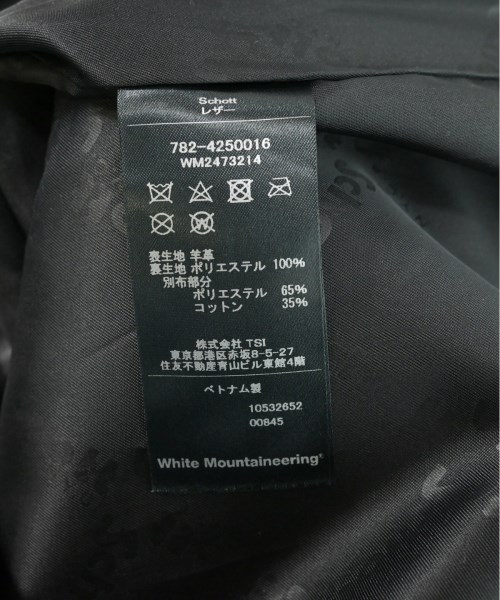 Schott
レザー
782-4250016
WM2473214
表生地 羊革
裏生地 ポリエステル 100%
別布部分
ポリエステル 65%
コットン 35%
株式会社 TSI
東京都港区赤坂8-5-27
住友不動産青山ビル東館4階
ベトナム製
10532652
00845
White Mountaineering®